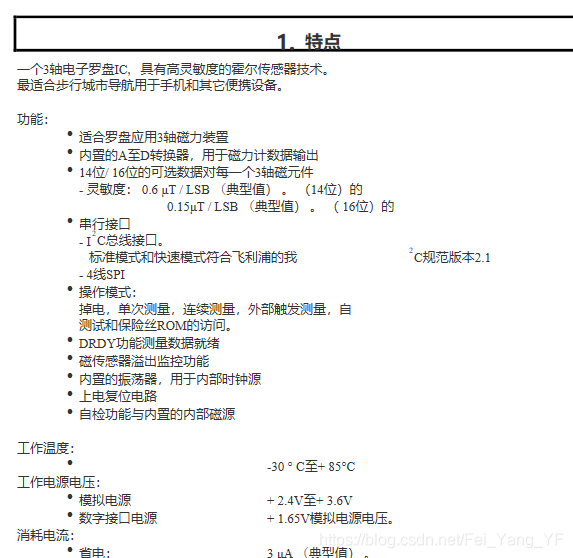 1. 特点
一个3轴电子罗盘IC，具有高灵敏度的霍尔传感器技术。
最适合步行城市导航用于手机和其它便携设备。
功能：
• 适合罗盘应用3轴磁力装置
• 内置的A至D转换器，用于磁力计数据输出
• 14位/ 16位的可选数据对每一个3轴磁元件
- 灵敏度： 0.6 μT / LSB （典型值） 。 （14位）的
0.15μT / LSB （典型值） 。 （ 16位）的
• 串行接口
- I2C总线接口。
标准模式和快速模式符合飞利浦的我 2C规范版本2.1
- 4线SPI
• 操作模式：
掉电，单次测量，连续测量，外部触发测量，自
测试和保险丝ROM的访问。
• DRDY功能测量数据就绪
• 磁传感器溢出监控功能
• 内置的振荡器，用于内部时钟源
• 上电复位电路
• 自检功能与内置的内部磁源
工作温度：
• -30 ° C至+ 85°C
工作电源电压：
• 模拟电源 + 2.4V至+ 3.6V
• 数字接口电源 + 1.65V模拟电源电压。
消耗电流：
• 省电： 3 μA （典型值） 。
https://blog.csdn.net/Fei_Yang_YF